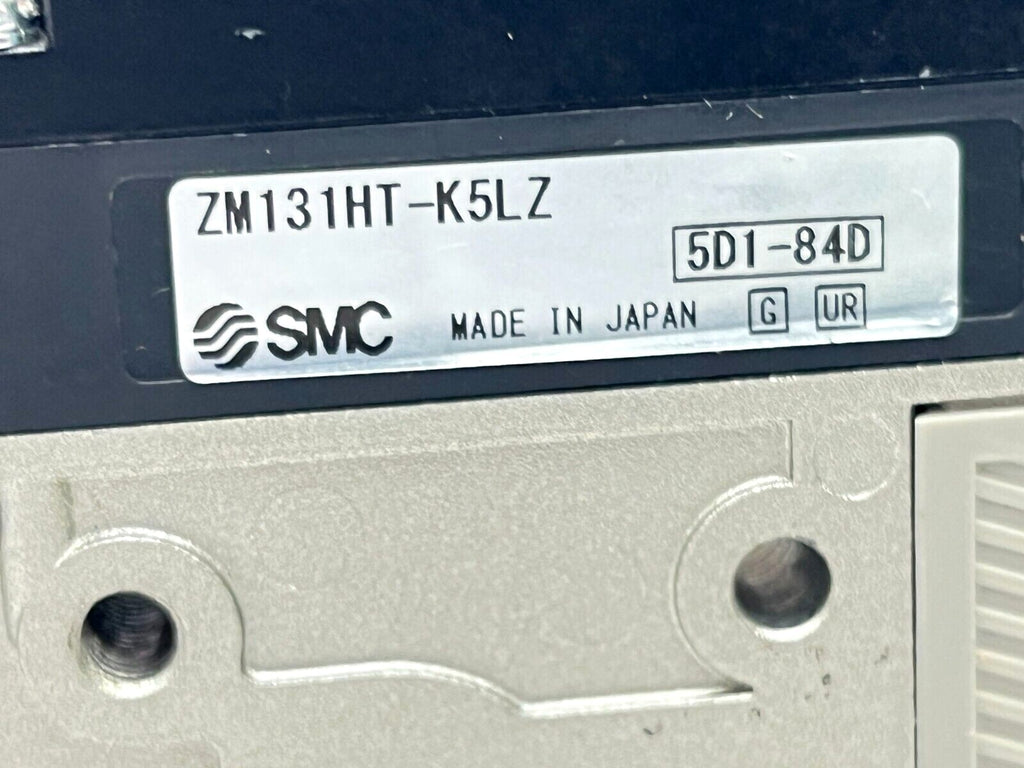 ZM131HT-K5LZ
5D1-84D
SMC MADE IN JAPAN G UR